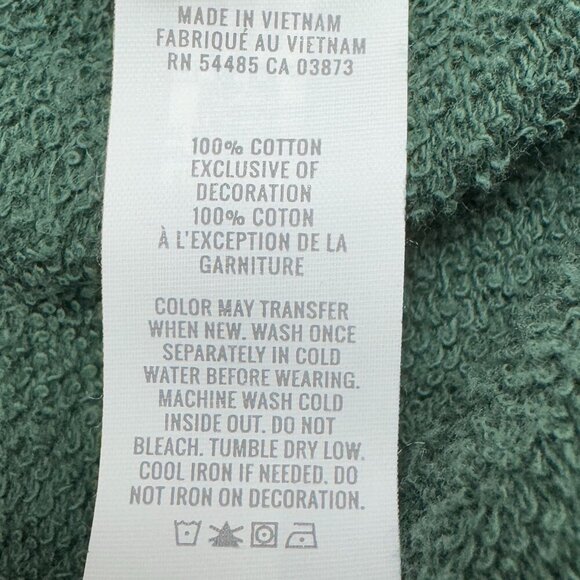 MADE IN VIETNAM
FABRIQUÉ AU VIETNAM
RN 54485 CA 03873
100% COTTON
EXCLUSIVE OF
DECORATION
100% COTON
À L'EXCEPTION DE LA
GARNITURE
COLOR MAY TRANSFER
WHEN NEW. WASH ONCE
SEPARATELY IN COLD
WATER BEFORE WEARING.
MACHINE WASH COLD
INSIDE OUT. DO NOT
BLEACH. TUMBLE DRY LOW.
COOL IRON IF NEEDED. DO
NOT IRON ON DECORATION.